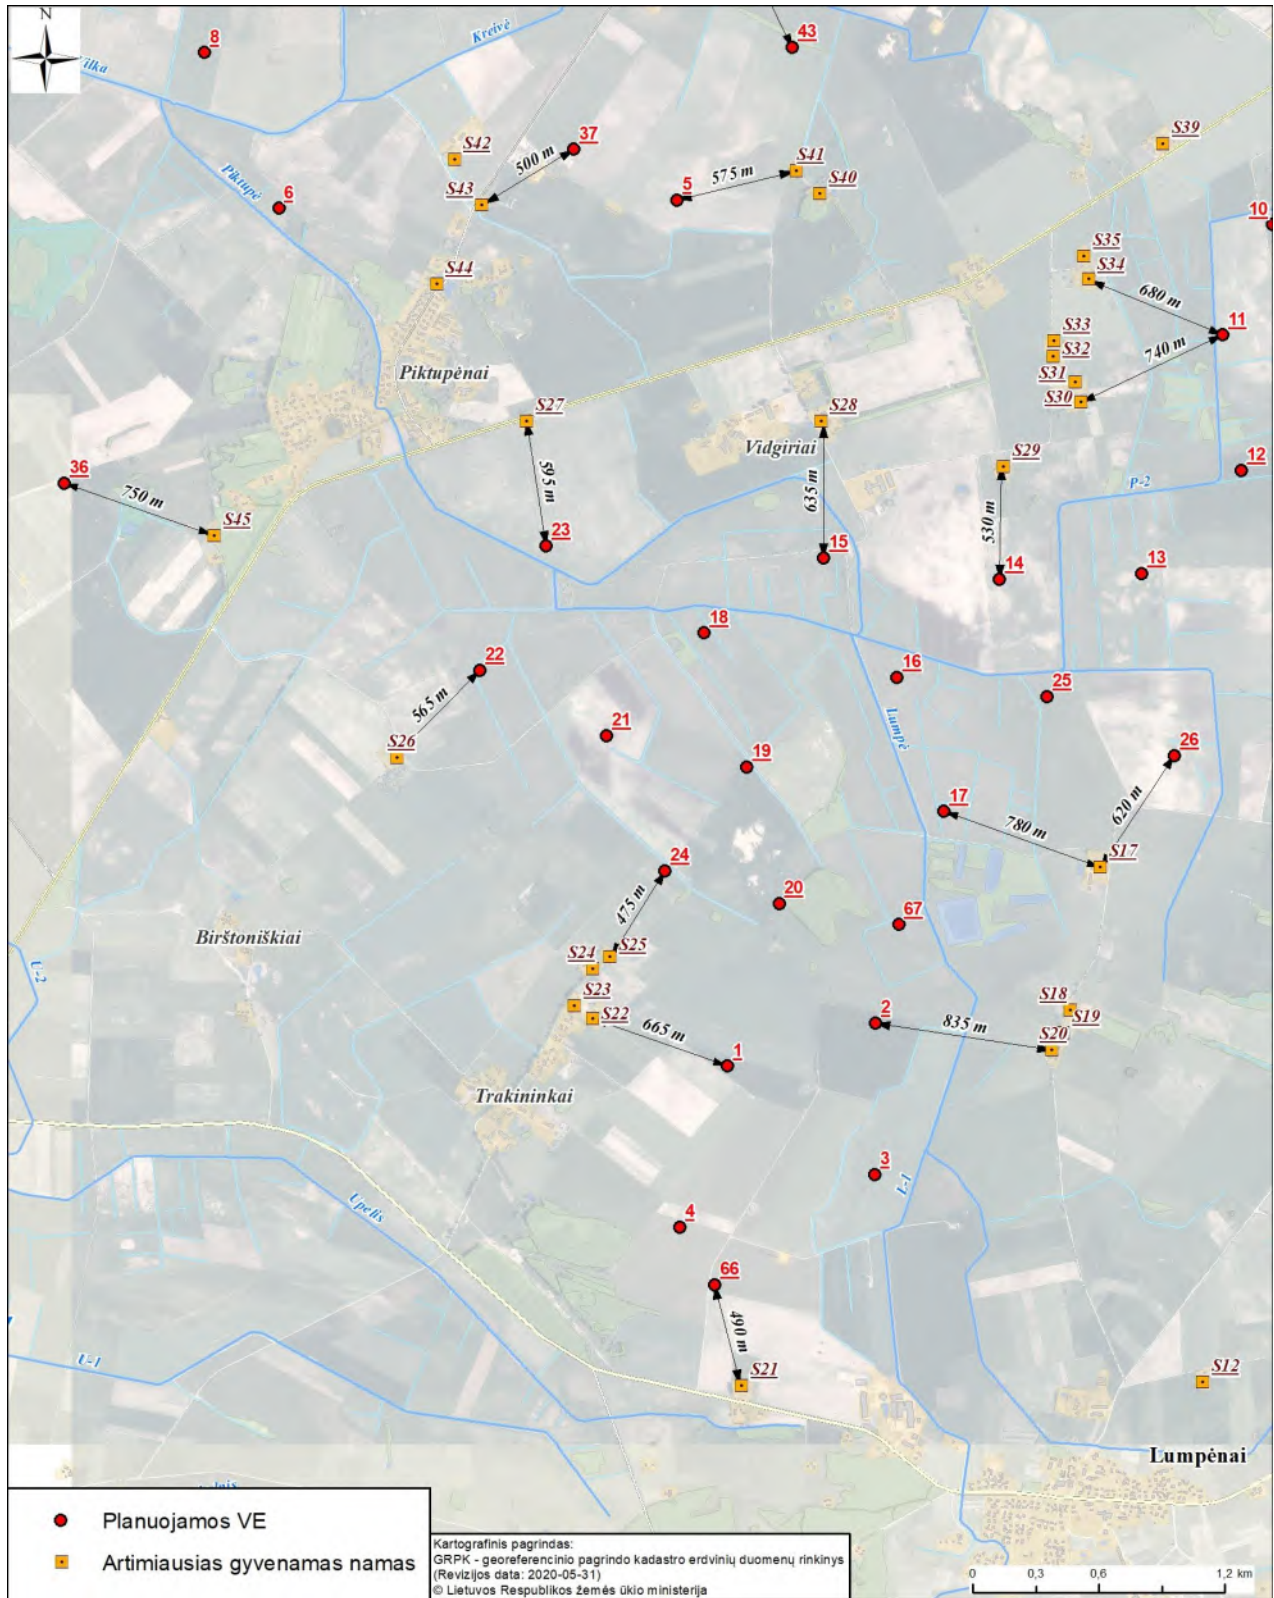 N
8
Kreivė
43
Vilka
S42
37
S39
500 m
S41
575 m
S40
Piktupė
6
S43
5
10
S35
S44
S34
680 m
11
S33
740 m
S32
Piktupėnai
S31
S30
S27
S28
Vidgiriai
36
S29
12
P-2
750 m
595 m
635 m
S45
530 m
23
15
14
13
18
22
16
25
565 m
Lumpė
21
S26
19
26
17
620 m
780 m
S17
24
20
475 m
67
Birštoniškiai
S25
S24
U-2
S23
S18
S22
2
S19
835 m
S20
665 m
1
Trakininkai
3
L-1
Upelis
4
66
490 m
U-1
S21
S12
Lumpėnai
Planuojamos VE
Artimiausias gyvenamas namas
Kartografinis pagrindas:
GRPK - georeferencinio pagrindo kadastro erdvinių duomenų rinkinys
(Revizijos data: 2020-05-31)
© Lietuvos Respublikos žemės ūkio ministerija
0 0,3 0,6 1,2 km